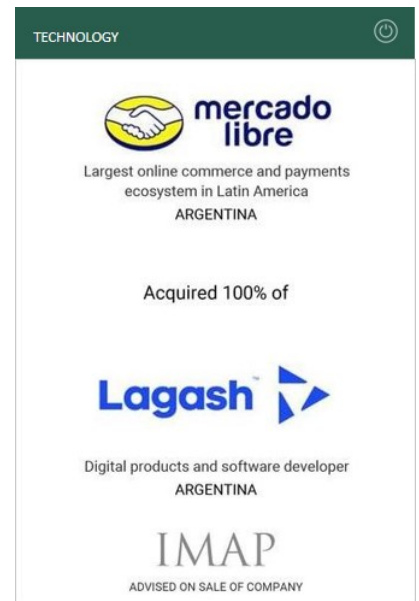 TECHNOLOGY
mercado
libre
Largest online commerce and payments
ecosystem in Latin America
ARGENTINA
Acquired 100% of
Lagash™
Digital products and software developer
ARGENTINA
IMAP
ADVISED ON SALE OF COMPANY